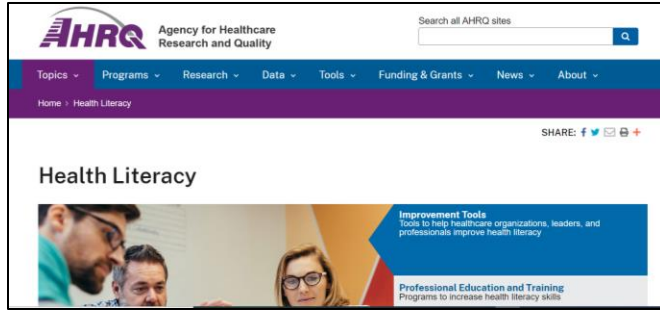 AHRQ
Agency for Healthcare
Research and Quality
Search all AHRQ sites
Topics Programs Research Data Tools Funding & Grants News About
Home > Health Literacy
SHARE:
Health Literacy
Improvement Tools
Tools to help healthcare organizations, leaders, and
professionals improve health literacy
Professional Education and Training
Programs to increase health literacy skills